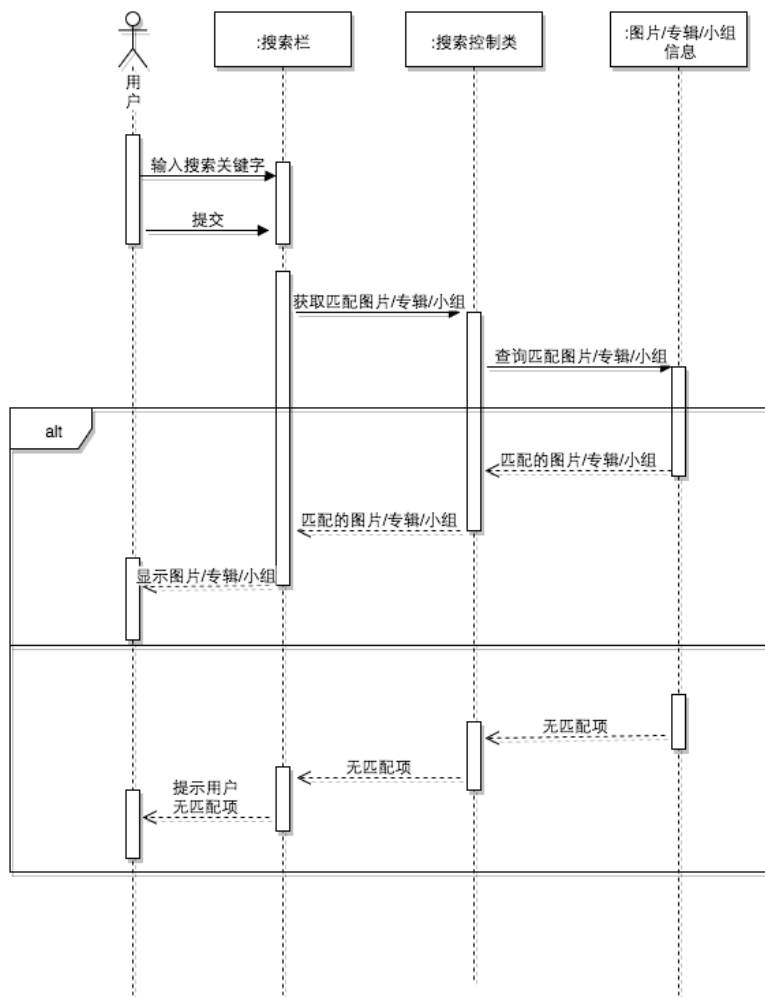 :搜索栏
:搜索控制类
:图片/专辑/小组
信息
用
户
输入搜索关键字
提交
获取匹配图片/专辑/小组
查询匹配图片/专辑/小组
alt
匹配的图片/专辑/小组
匹配的图片/专辑/小组
显示图片/专辑/小组
无匹配项
无匹配项
提示用户
无匹配项